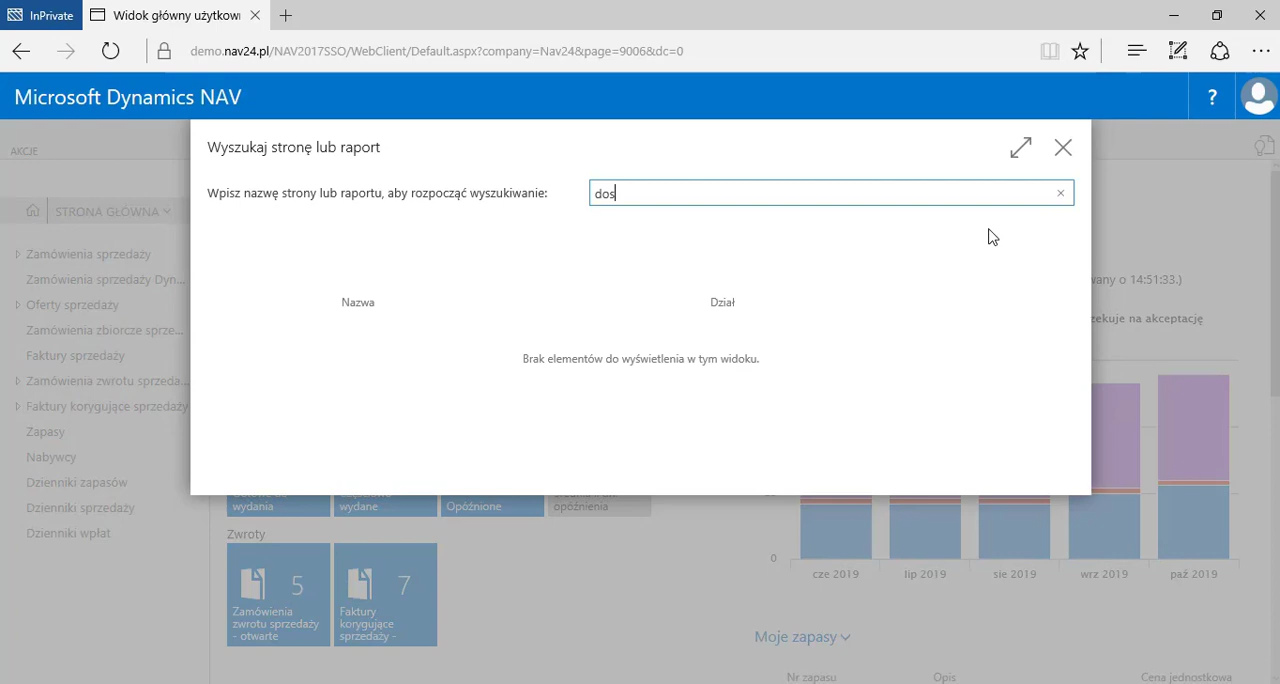 InPrivate
Widok główny użytkowr
demo.nav24.pl/NAV2017SSO/WebClient/Default.aspx?company=Nav24&page=9006&dc=0
Microsoft Dynamics NAV
?
AKCJE
Wyszukaj stronę lub raport
Wpisz nazwę strony lub raportu, aby rozpocząć wyszukiwanie:
dos
STRONA GŁÓWNA
Zamówienia sprzedaży
Zamówienia sprzedaży Dyn...
Oferty sprzedaży
Zamówienia zbiorcze sprze...
Faktury sprzedaży
Zamówienia zwrotu sprzeda...
Faktury korygujące sprzedaży
Zapasy
Nabywcy
Dzienniki zapasów
Dzienniki sprzedaży
Dzienniki wpłat
Nazwa
Dział
Brak elementów do wyświetlenia w tym widoku.
wany o 14:51:33.)
zekuje na akceptację
wydania
wydane...
Opóźnione
opóźnienia
Zwroty
5
Zamówienia
zwrotu sprzedaży
- otwarte
7
Faktury
korygujące
sprzedaży -
0
cze 2019
lip 2019
sie 2019
wrz 2019
paź 2019
Moje zapasy
Nr zapasu
Opis
Cena jednostkowa